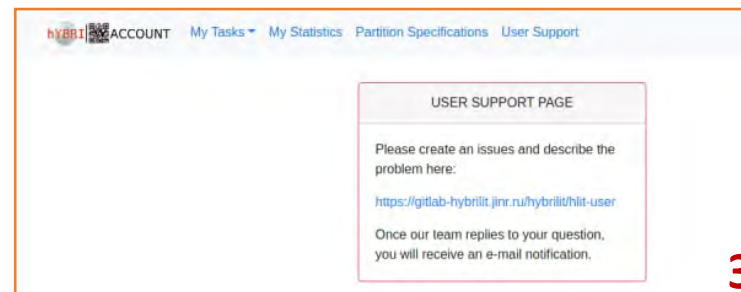 hYBRI ACCOUNT My Tasks My Statistics Partition Specifications User Support
USER SUPPORT PAGE
Please create an issues and describe the
problem here:
https://gitlab-hybrilit.jinr.ru/hybrilit/hlit-user
Once our team replies to your question,
you will receive an e-mail notification.
3